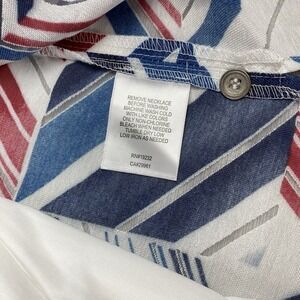 REMOVE NECKLACE
BEFORE WASHING
MACHINE WASH COLD
WITH LIKE COLORS
ONLY NON-CHLORINE
BLEACH WHEN NEEDED
TUMBLE DRY LOW
LOW IRON AS NEEDED
RN#19232
CA#29961